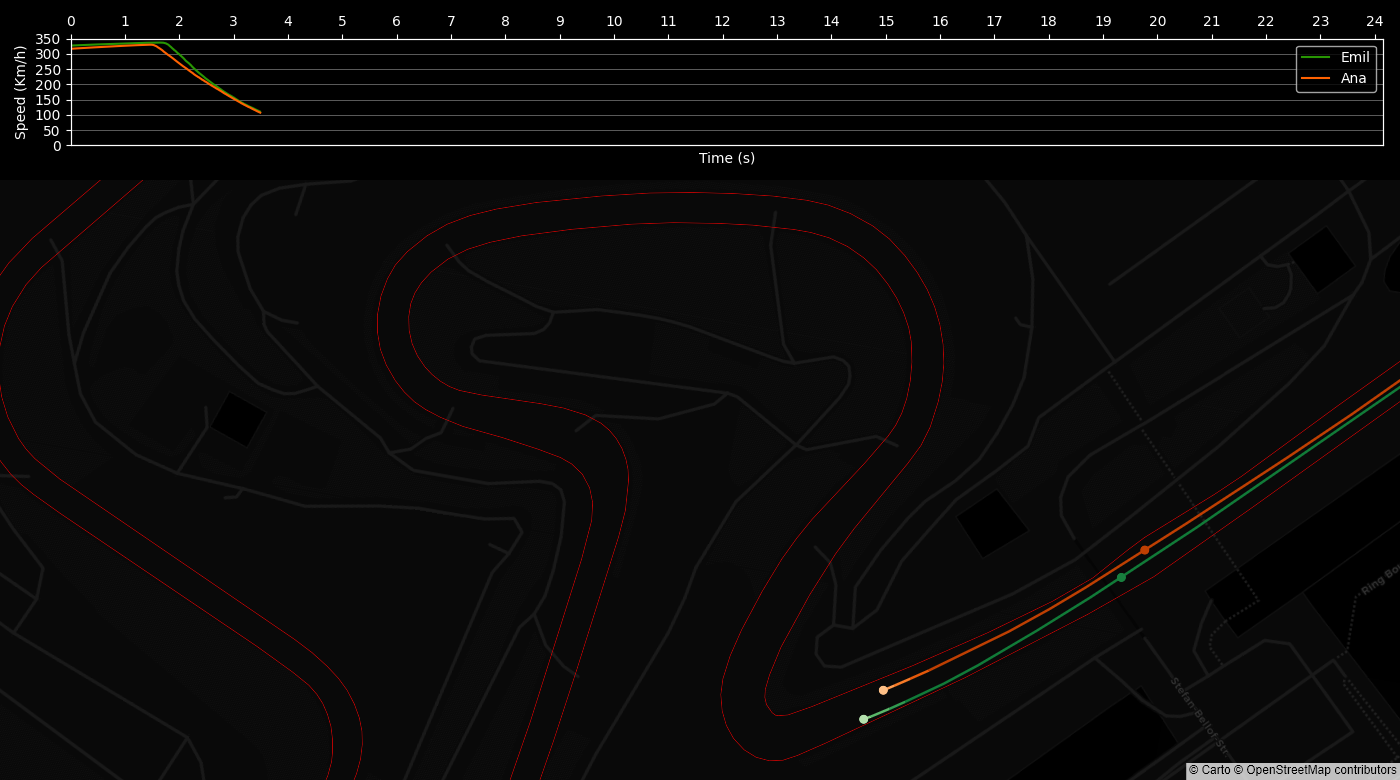 0 1 2 3 4 5 6 7 8 9 10 11 12 13 14 15 16 17 18 19 20 21 22 23 24
350
300
250
200
150
100
50
0
Speed (Km/h)
Emil
Ana
Time (s)
Stefan-Bellof-Str
© Carto © OpenStreetMap contributors